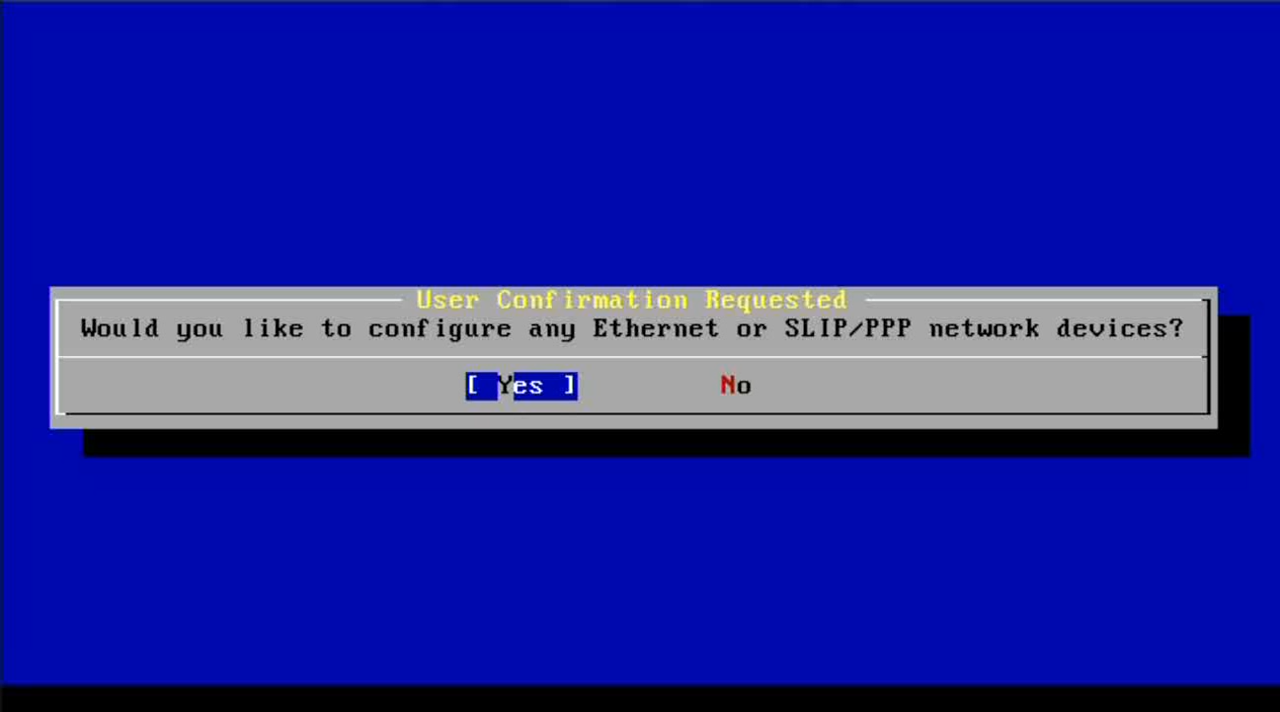 User Confirmation Requested
Would you like to configure any Ethernet or SLIP/PPP network devices?
[ Yes ] No